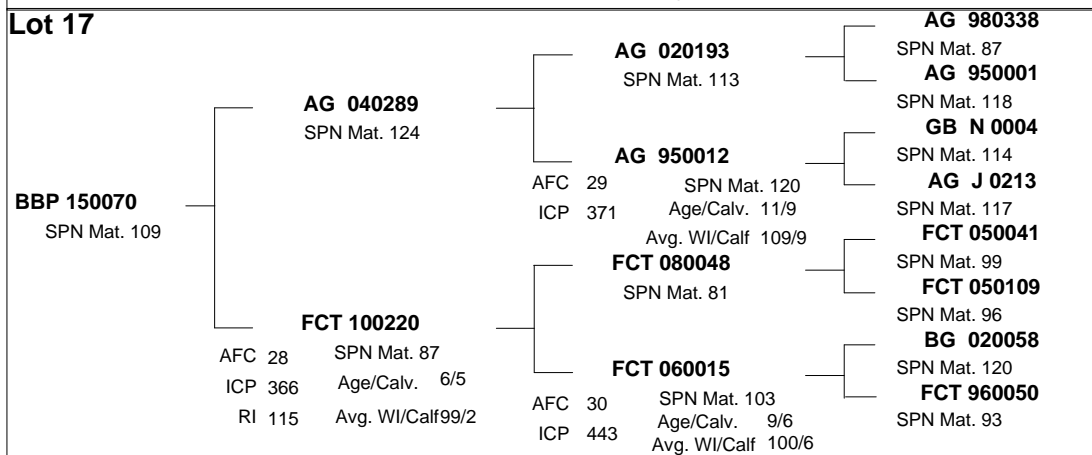 Lot 17
BBP 150070
SPN Mat. 109
AG 040289
SPN Mat. 124
FCT 100220
AFC 28 SPN Mat. 87
ICP 366 Age/Calv. 6/5
RI 115 Avg. WI/Calf 99/2
AG 020193
SPN Mat. 113
AG 950012
AFC 29 SPN Mat. 120
ICP 371 Age/Calv. 11/9
Avg. WI/Calf 109/9
FCT 080048
SPN Mat. 81
FCT 060015
AFC 30 SPN Mat. 103
ICP 443 Age/Calv. 9/6
Avg. WI/Calf 100/6
AG 980338
SPN Mat. 87
AG 950001
SPN Mat. 118
GB N 0004
SPN Mat. 114
AG J 0213
SPN Mat. 117
FCT 050041
SPN Mat. 99
FCT 050109
SPN Mat. 96
BG 020058
SPN Mat. 120
FCT 960050
SPN Mat. 93